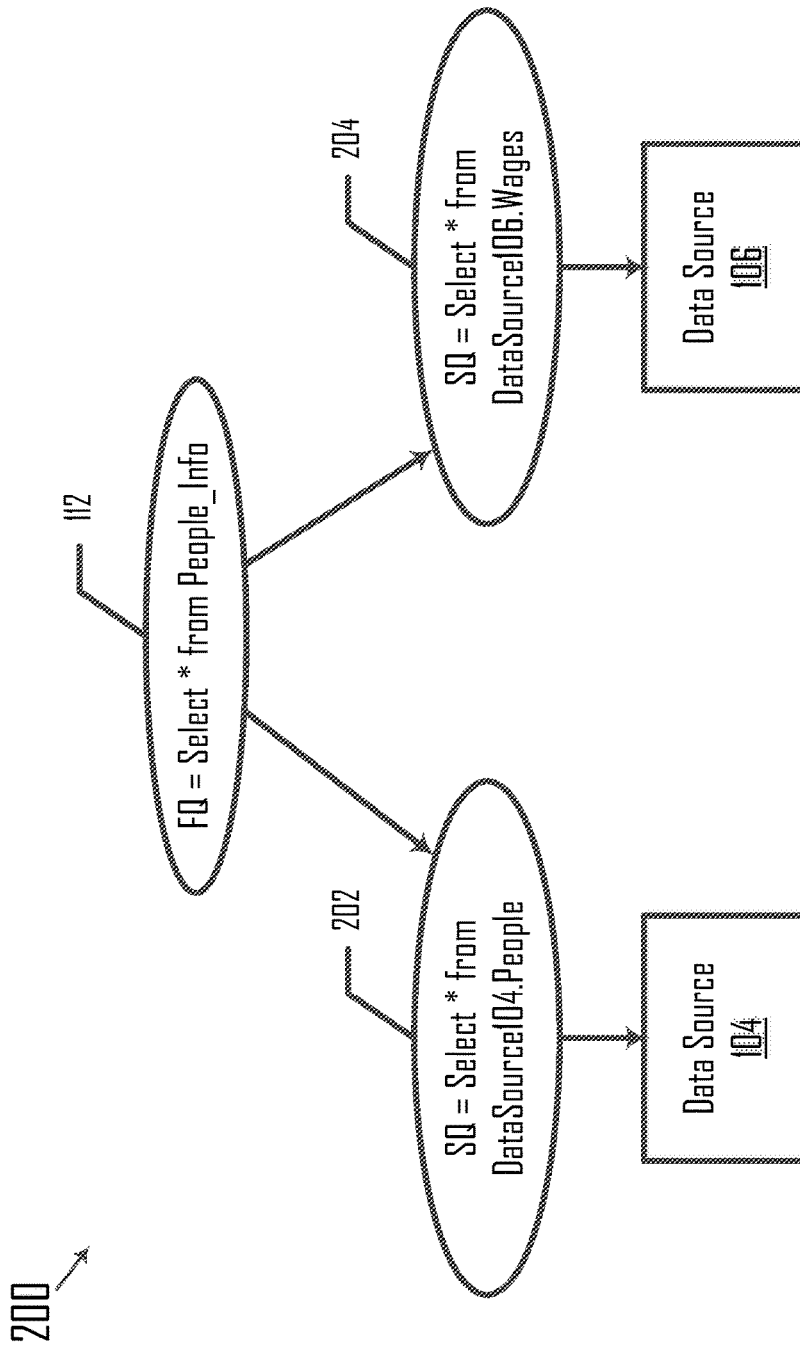 200
112
FQ = Select * from People_Info
202
204
SQ = Select * from
DataSource104.People
SQ = Select * from
DataSource106.Wages
Data Source
104
Data Source
106